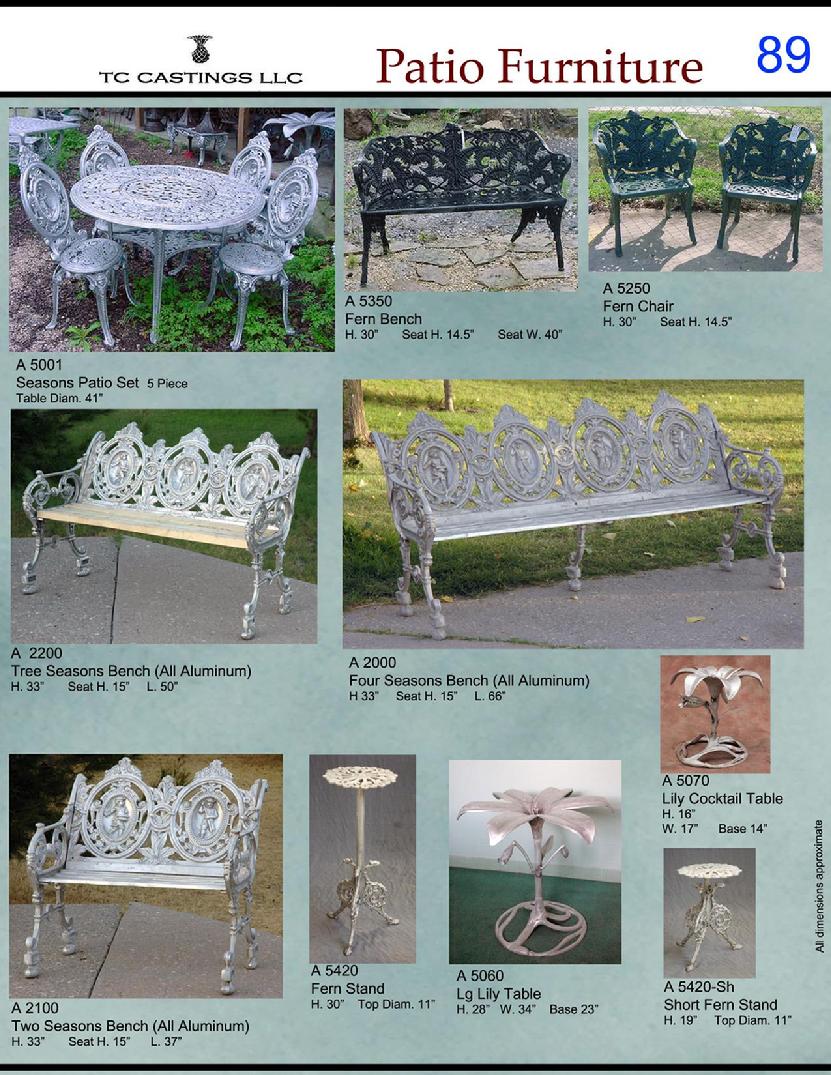 TC CASTINGS LLC
Patio Furniture
89
A 5001
Seasons Patio Set 5 Piece
Table Diam. 41"
A 5350
Fern Bench
H. 30" Seat H. 14.5" Seat W. 40"
A 5250
Fern Chair
H. 30" Seat H. 14.5"
A 2200
Tree Seasons Bench (All Aluminum)
H. 33" Seat H. 15" L. 50"
A 2000
Four Seasons Bench (All Aluminum)
H 33" Seat H. 15" L. 66"
A 5070
Lily Cocktail Table
H. 16"
W. 17" Base 14"
A 2100
Two Seasons Bench (All Aluminum)
H. 33" Seat H. 15" L. 37"
A 5420
Fern Stand
H. 30" Top Diam. 11"
A 5060
Lg Lily Table
H. 28" W. 34" Base 23"
A 5420-Sh
Short Fern Stand
H. 19" Top Diam. 11"
All dimensions approximate